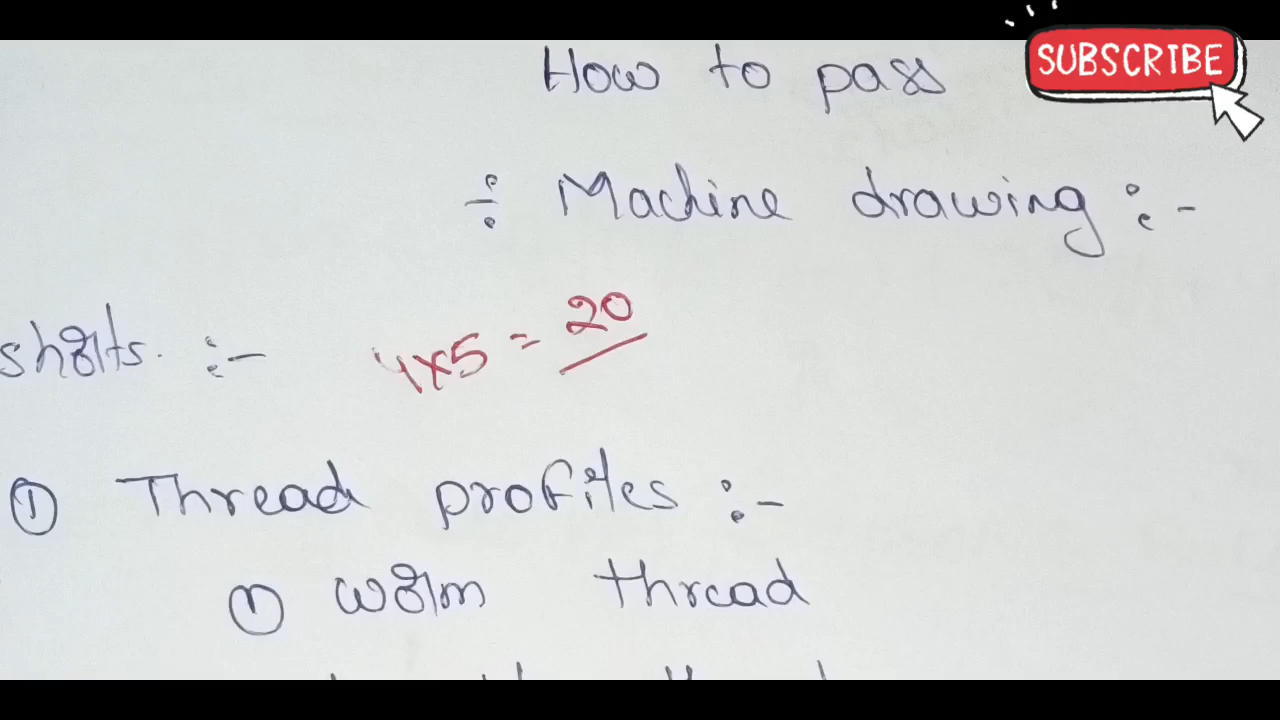 How to pass
SUBSCRIBE
÷ Machine drawing :-
shorts. :- 4x5 = 20
① Thread profiles :-
① worm thread